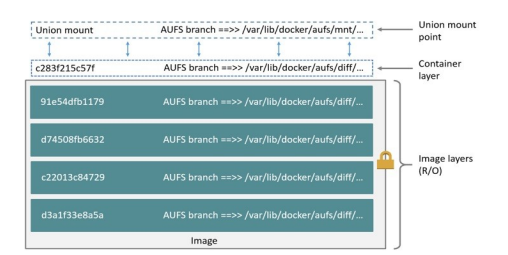 Union mount AUFS branch ==>> /var/lib/docker/aufs/mnt/...
Union mount
point
c283f215c57f AUFS branch ==>> /var/lib/docker/aufs/diff/...
Container
layer
91e54dfb1179 AUFS branch ==>> /var/lib/docker/aufs/diff/...
d74508fb6632 AUFS branch ==>> /var/lib/docker/aufs/diff/...
c22013c84729 AUFS branch ==>> /var/lib/docker/aufs/diff/...
d3a1f33e8a5a AUFS branch ==>> /var/lib/docker/aufs/diff/...
Image layers
(R/O)
Image